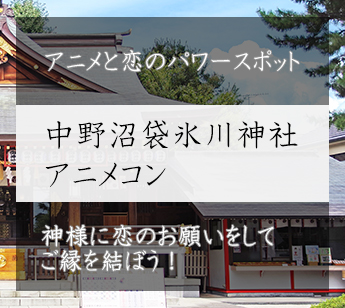 アニメと恋のパワースポット
中野沼袋氷川神社
アニメコン
神様に恋のお願いをして
ご縁を結ぼう！